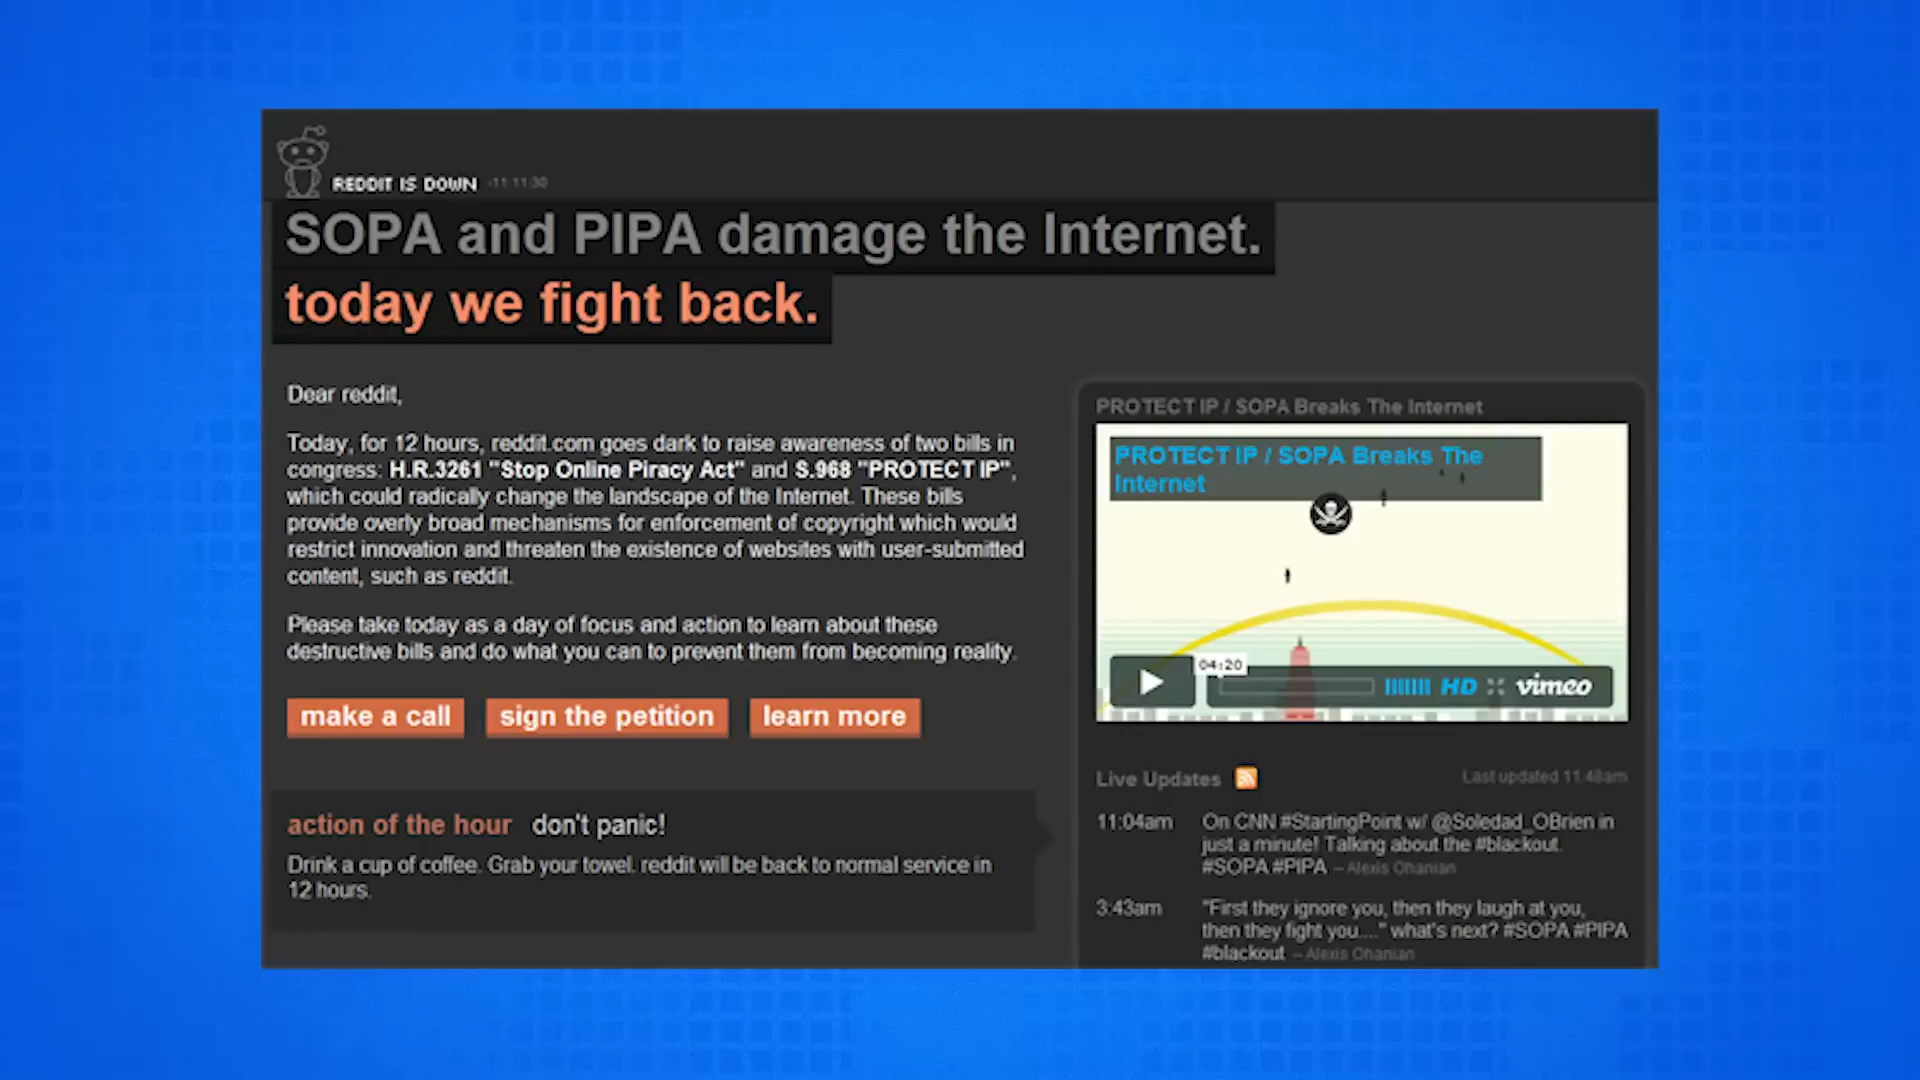 REDDIT IS DOWN -11:11:30
SOPA and PIPA damage the Internet.
today we fight back.
Dear reddit,
Today, for 12 hours, reddit.com goes dark to raise awareness of two bills in
congress: H.R.3261 "Stop Online Piracy Act" and S.968 "PROTECT IP",
which could radically change the landscape of the Internet. These bills
provide overly broad mechanisms for enforcement of copyright which would
restrict innovation and threaten the existence of websites with user-submitted
content, such as reddit.
Please take today as a day of focus and action to learn about these
destructive bills and do what you can to prevent them from becoming reality.
make a call
sign the petition
learn more
action of the hour don't panic!
Drink a cup of coffee. Grab your towel. reddit will be back to normal service in
12 hours.
PROTECT IP / SOPA Breaks The Internet
PROTECT IP / SOPA Breaks The
Internet
04:20
HD vimeo
Live Updates Last updated 11:48am
11:04am On CNN #StartingPoint w/ @Soledad_OBrien in
just a minute! Talking about the #blackout.
#SOPA #PIPA – Alexis Ohanian
3:43am "First they ignore you, then they laugh at you,
then they fight you...." what's next? #SOPA #PIPA
#blackout – Alexis Ohanian